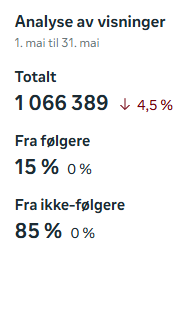 Analyse av visninger
1. mai til 31. mai
Totalt
1 066 389 ↓ 4,5 %
Fra følgere
15 % 0 %
Fra ikke-følgere
85 % 0 %